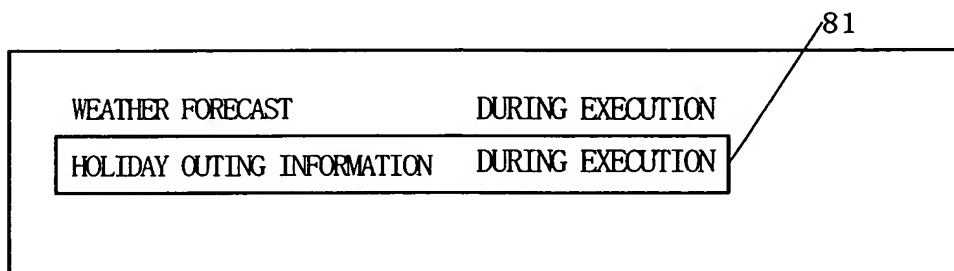 81
WEATHER FORECAST DURING EXECUTION
HOLIDAY OUTING INFORMATION DURING EXECUTION